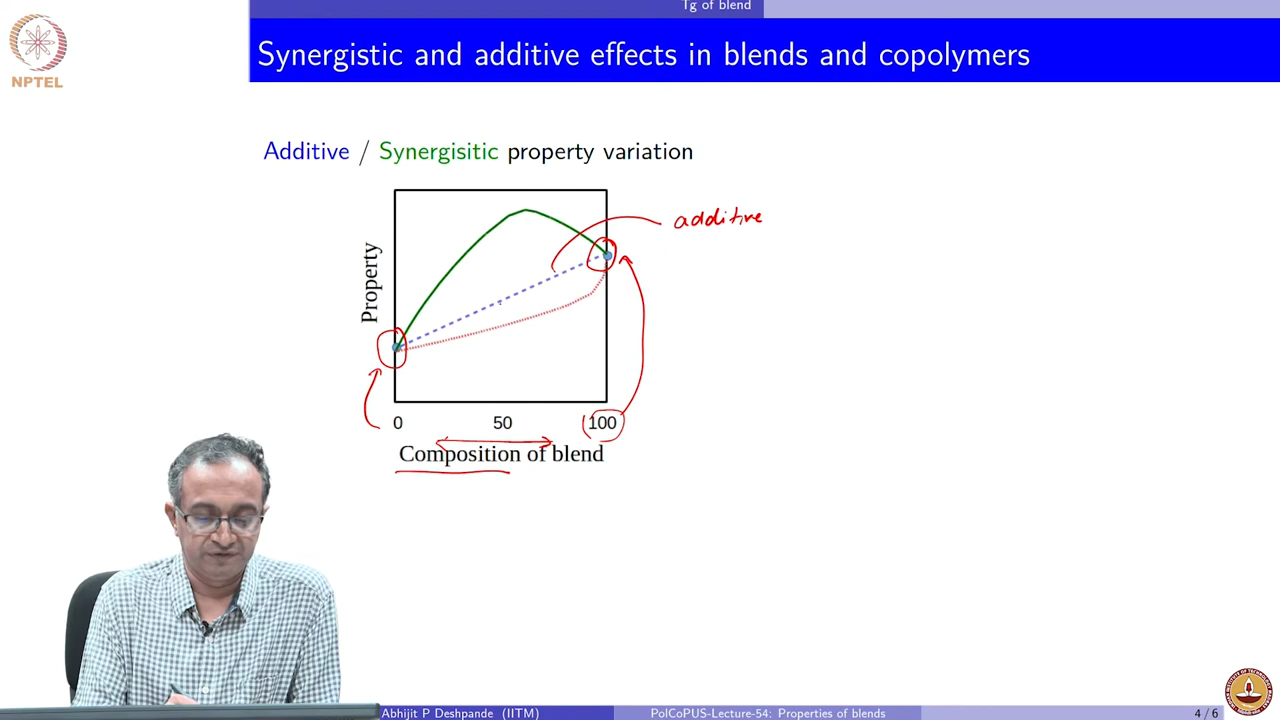 Tg of blend
Synergistic and additive effects in blends and copolymers
NPTEL
Additive / Synergisitic property variation
additive
Property
0 50 100
Composition of blend
Abhijit P Deshpande (IITM) PolCoPUS-Lecture-54: Properties of blends 4 / 6